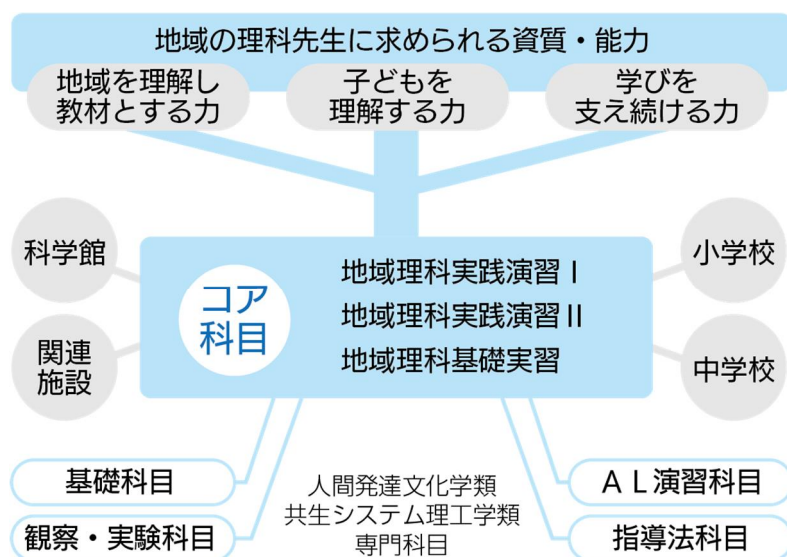 地域の理科先生に求められる資質・能力
地域を理解し
教材とする力
子どもを
理解する力
学びを
支え続ける力
科学館
関連
施設
コア
科目
地域理科実践演習Ⅰ
地域理科実践演習Ⅱ
地域理科基礎実習
小学校
中学校
基礎科目
観察・実験科目
人間発達文化学類
共生システム理工学類
専門科目
ＡＬ演習科目
指導法科目